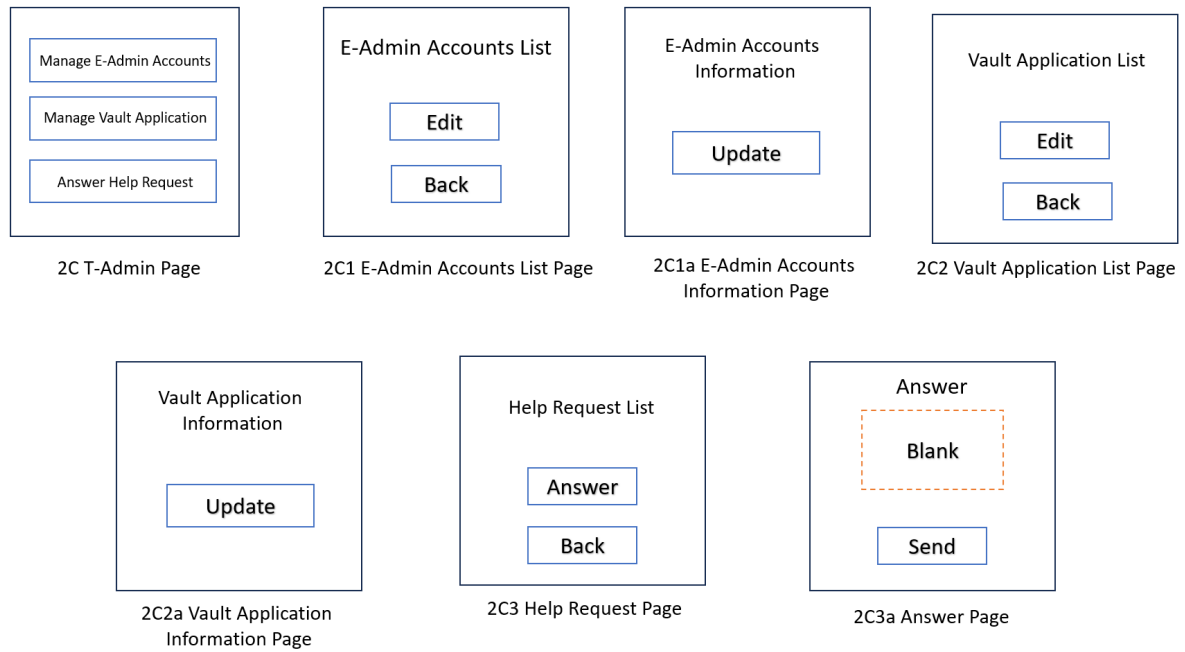 Manage E-Admin Accounts
Manage Vault Application
Answer Help Request
2C T-Admin Page
E-Admin Accounts List
Edit
Back
2C1 E-Admin Accounts List Page
E-Admin Accounts
Information
Update
2C1a E-Admin Accounts
Information Page
Vault Application List
Edit
Back
2C2 Vault Application List Page
Vault Application
Information
Update
2C2a Vault Application
Information Page
Help Request List
Answer
Back
2C3 Help Request Page
Answer
Blank
Send
2C3a Answer Page